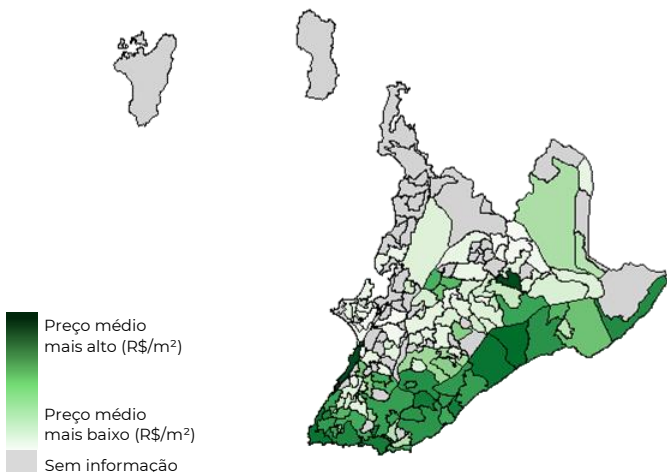 Preço médio
mais alto (R$/m²)
Preço médio
mais baixo (R$/m²)
Sem informação